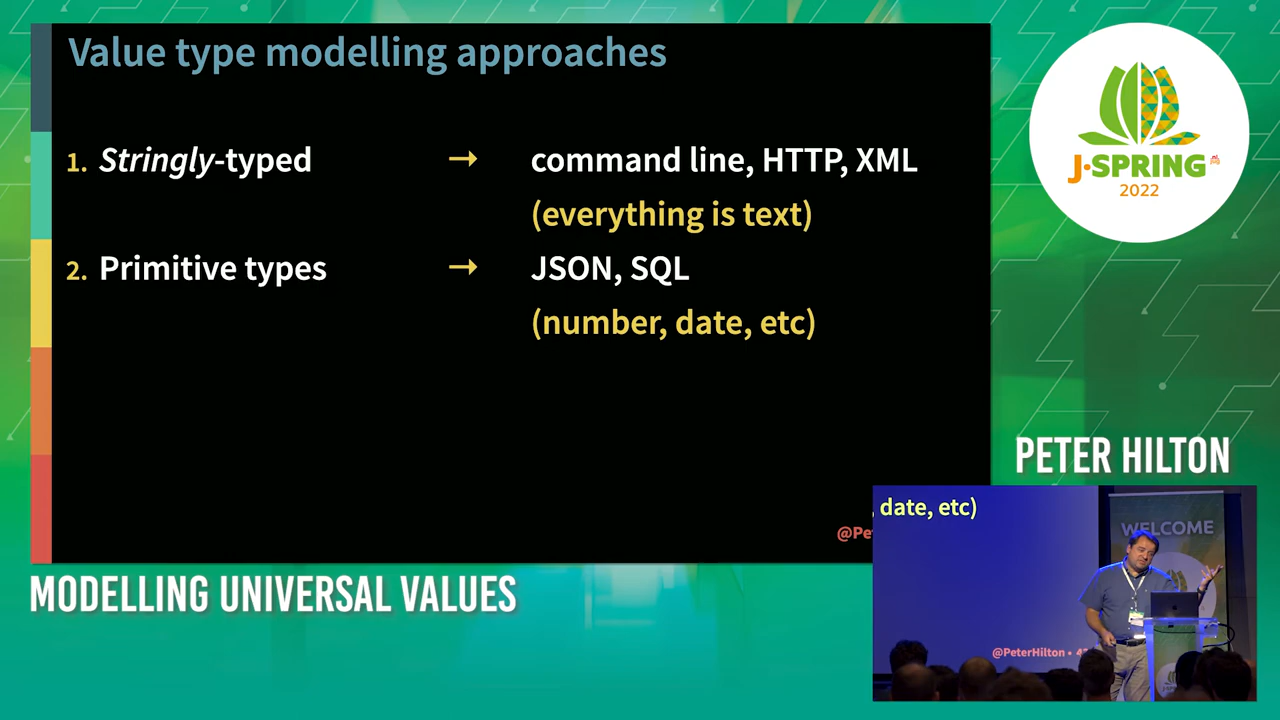 Value type modelling approaches
1. Stringly-typed → command line, HTTP, XML
(everything is text)
2. Primitive types → JSON, SQL
(number, date, etc)
@Pe
J-SPRING
2022
PETER HILTON
, date, etc)
WELCOME
@PeterHilton •
MODELLING UNIVERSAL VALUES